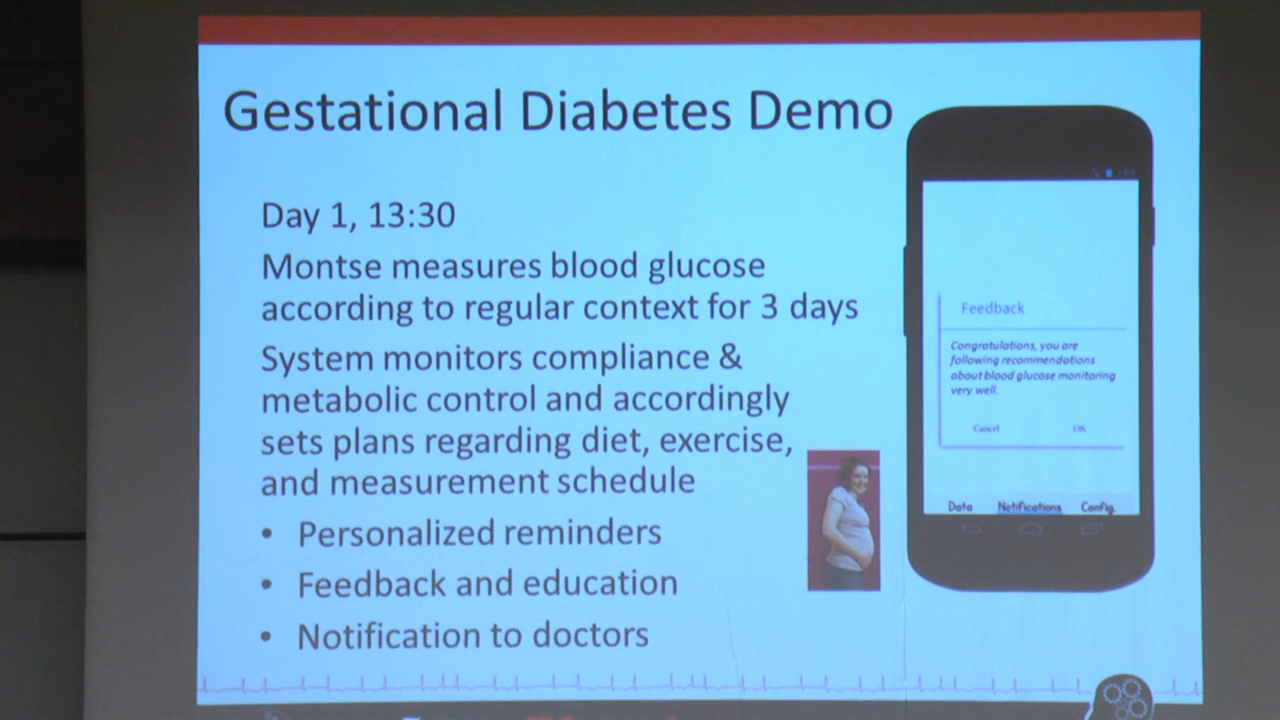 Gestational Diabetes Demo
Day 1, 13:30
Montse measures blood glucose
according to regular context for 3 days
System monitors compliance &
metabolic control and accordingly
sets plans regarding diet, exercise,
and measurement schedule
• Personalized reminders
• Feedback and education
• Notification to doctors
Feedback
Congratulations, you are
following recommendations
about blood glucose monitoring
very well.
Cancel OK
Data Notifications Config.